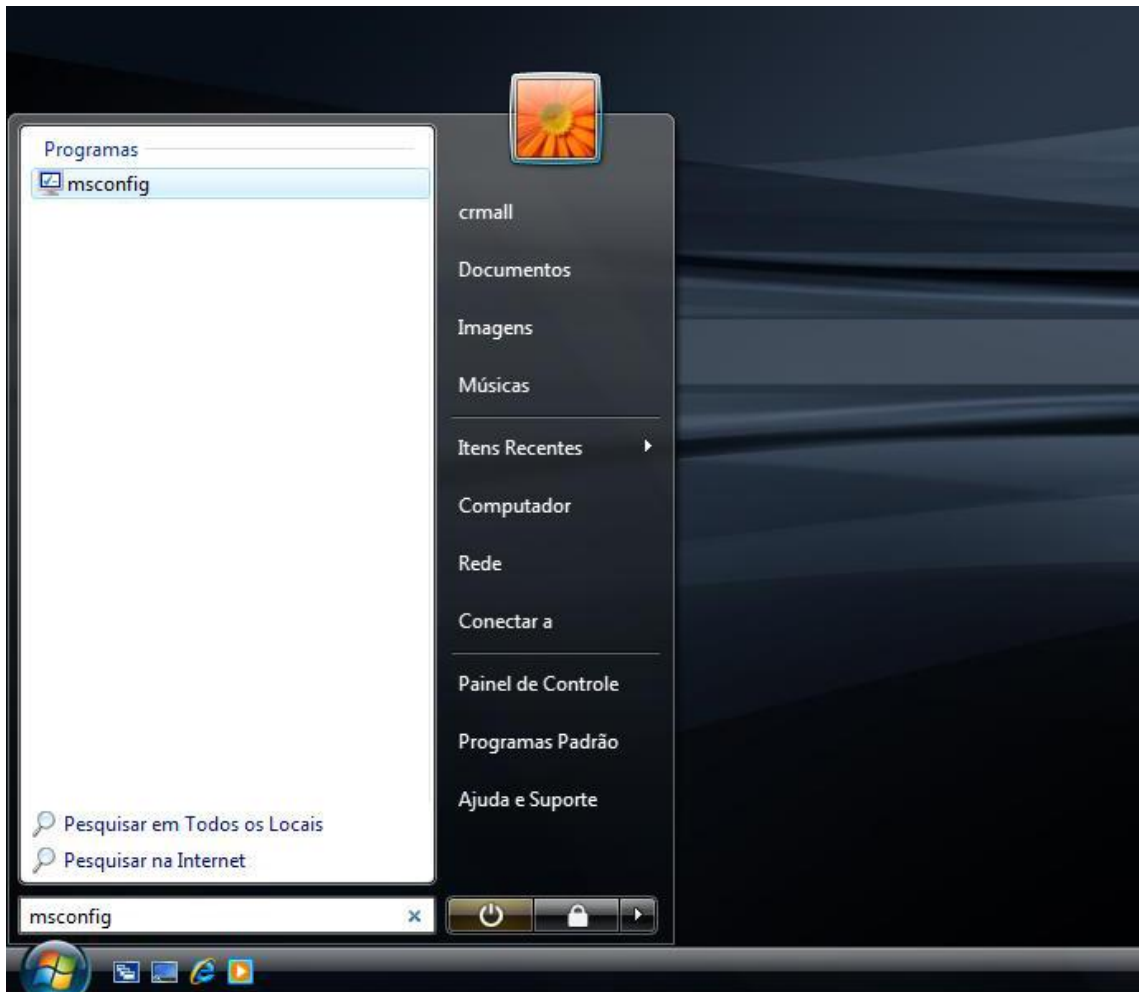 Programas
msconfig
crmall
Documentos
Imagens
Músicas
Itens Recentes
Computador
Rede
Conectar a
Painel de Controle
Programas Padrão
Ajuda e Suporte
Pesquisar em Todos os Locais
Pesquisar na Internet
msconfig